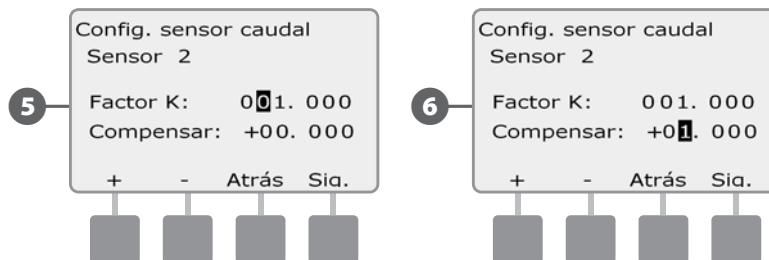 Config. sensor caudal
Sensor 2
5
Factor K: 001. 000
Compensar: +00. 000
+ - Atrás Sig.
Config. sensor caudal
Sensor 2
6
Factor K: 001. 000
Compensar: +01. 000
+ - Atrás Sig.